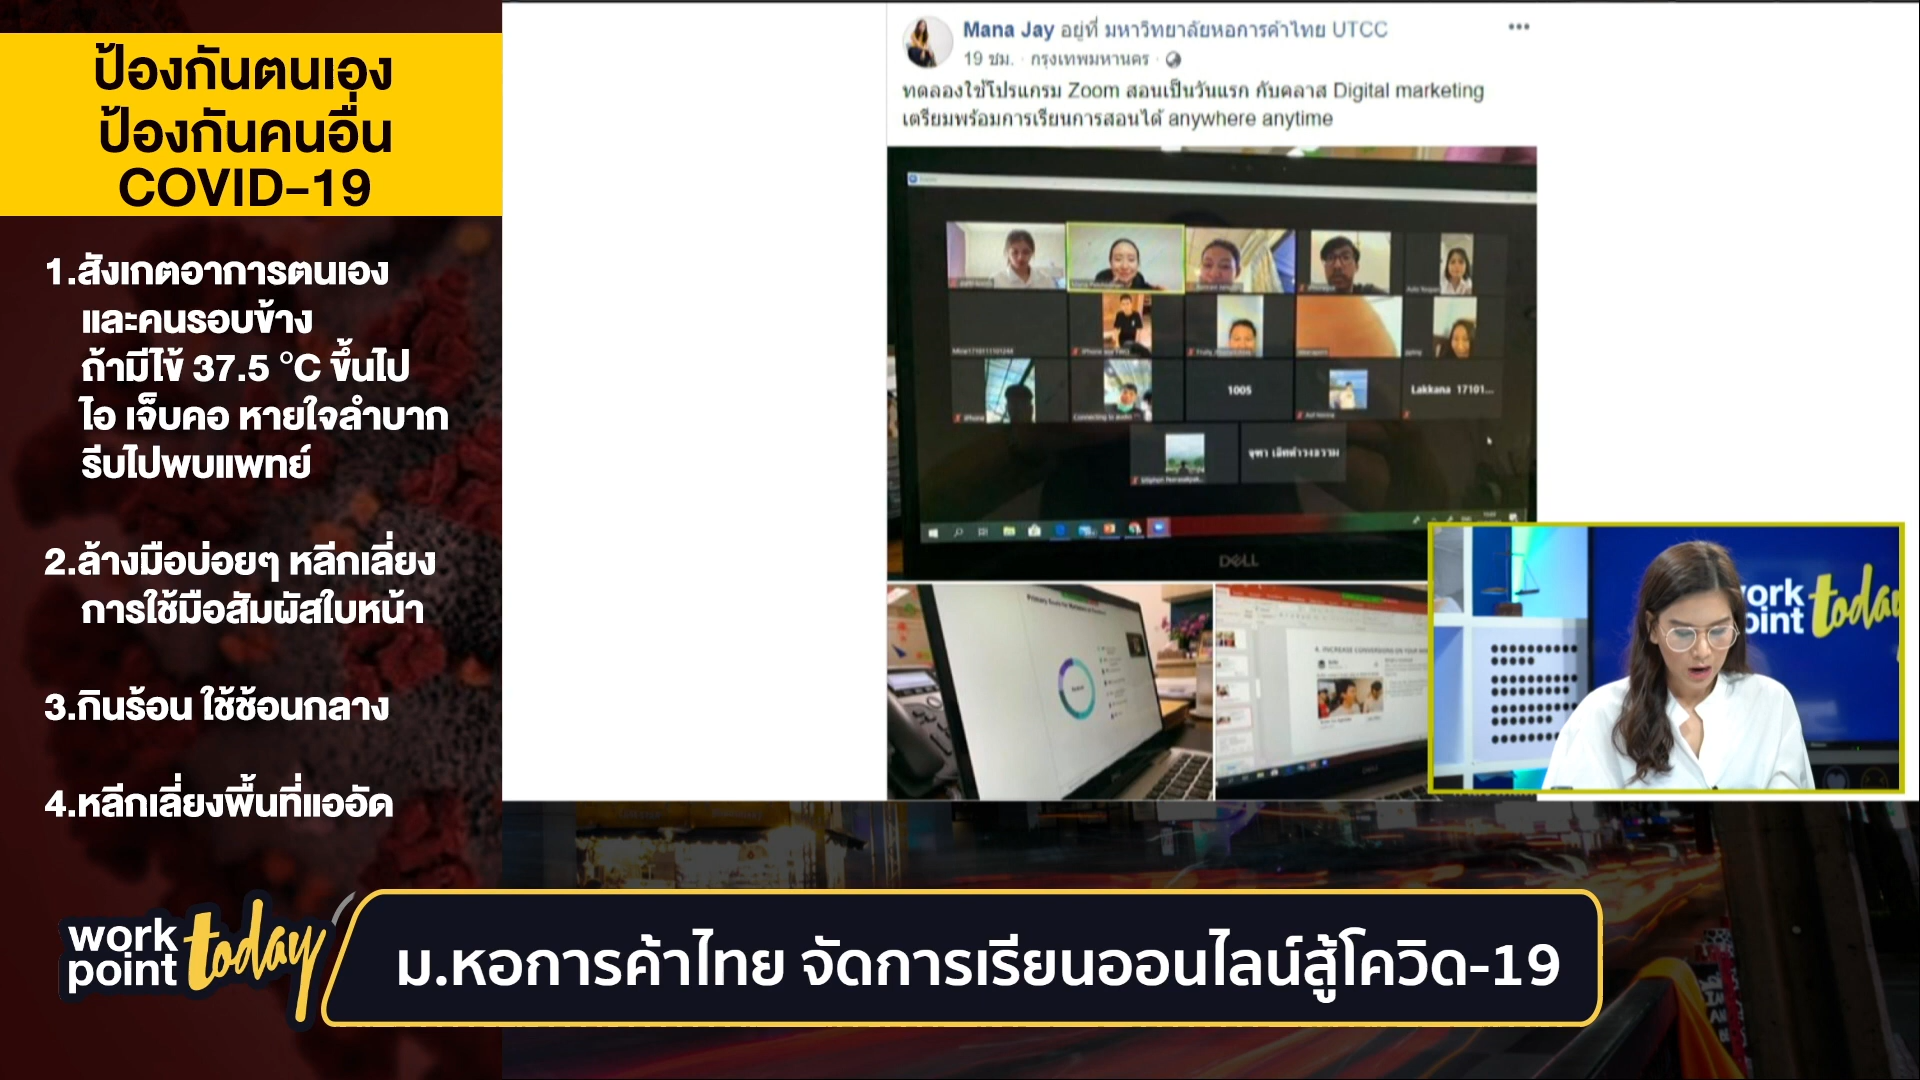 ป้องกันตนเอง
ป้องกันคนอื่น
COVID-19
1.สังเกตอาการตนเอง
และคนรอบข้าง
ถ้ามีไข้ 37.5 °C ขึ้นไป
ไอ เจ็บคอ หายใจลำบาก
รีบไปพบแพทย์
2.ล้างมือบ่อยๆ หลีกเลี่ยง
การใช้มือสัมผัสใบหน้า
3.กินร้อน ใช้ช้อนกลาง
4.หลีกเลี่ยงพื้นที่แออัด
Mana Jay อยู่ที่ มหาวิทยาลัยหอการค้าไทย UTCC
19 ชม. · กรุงเทพมหานคร ·
ทดลองใช้โปรแกรม Zoom สอนเป็นวันแรก กับคลาส Digital marketing
เตรียมพร้อมการเรียนการสอนได้ anywhere anytime
1005
Lakkana 17101...
DELL
4. INCREASE CONVERSIONS ON YOUR
work
point today
work
point today
ม.หอการค้าไทย จัดการเรียนออนไลน์สู้โควิด-19